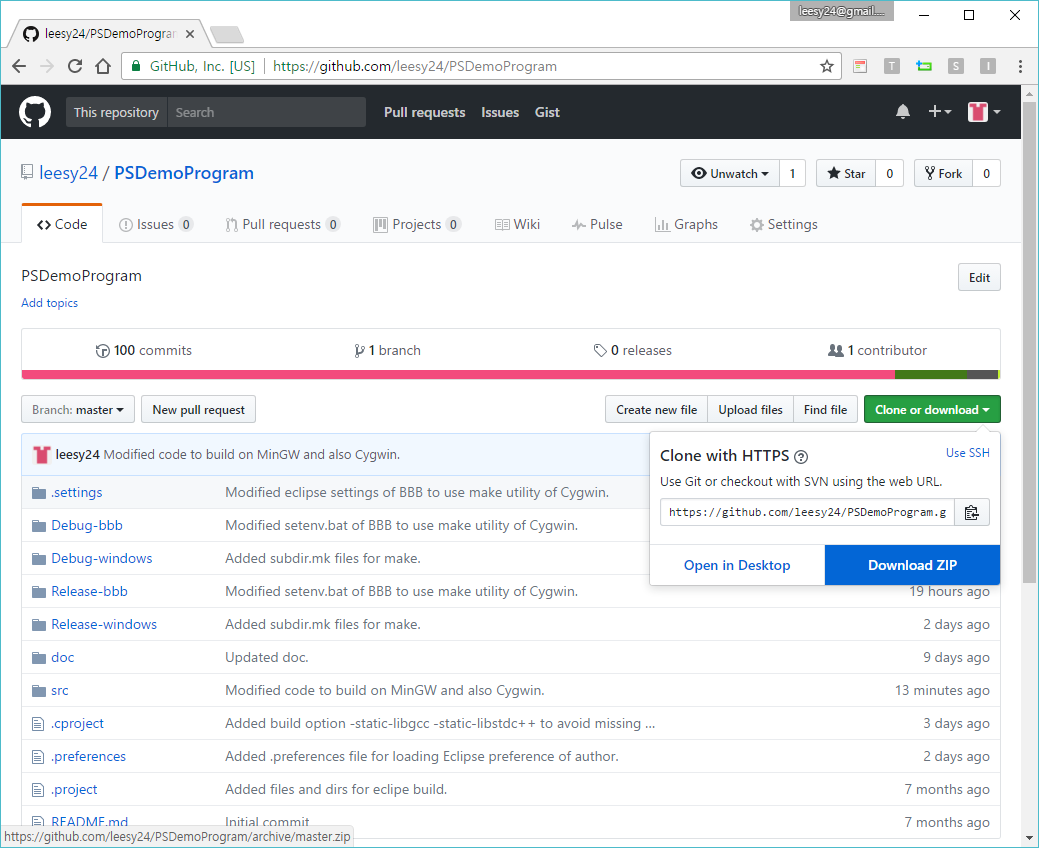 leesy24@gmail....
leesy24/PSDemoProgram
GitHub, Inc. [US] https://github.com/leesy24/PSDemoProgram
T S I
This repository Search Pull requests Issues Gist
leesy24 / PSDemoProgram Unwatch 1 Star 0 Fork 0
Code Issues 0 Pull requests 0 Projects 0 Wiki Pulse Graphs Settings
PSDemoProgram Edit
Add topics
100 commits 1 branch 0 releases 1 contributor
Branch: master New pull request Create new file Upload files Find file Clone or download
leesy24 Modified code to build on MinGW and also Cygwin.
Clone with HTTPS ? Use SSH
Use Git or checkout with SVN using the web URL.
https://github.com/leesy24/PSDemoProgram.g
Open in Desktop Download ZIP
.settings Modified eclipse settings of BBB to use make utility of Cygwin.
Debug-bbb Modified setenv.bat of BBB to use make utility of Cygwin.
Debug-windows Added subdir.mk files for make.
Release-bbb Modified setenv.bat of BBB to use make utility of Cygwin. 19 hours ago
Release-windows Added subdir.mk files for make. 2 days ago
doc Updated doc. 9 days ago
src Modified code to build on MinGW and also Cygwin. 13 minutes ago
.cproject Added build option -static-libgcc -static-libstdc++ to avoid missing ... 3 days ago
.preferences Added .preferences file for loading Eclipse preference of author. 2 days ago
.project Added files and dirs for eclipe build. 7 months ago
README.md Initial commit 7 months ago
https://github.com/leesy24/PSDemoProgram/archive/master.zip